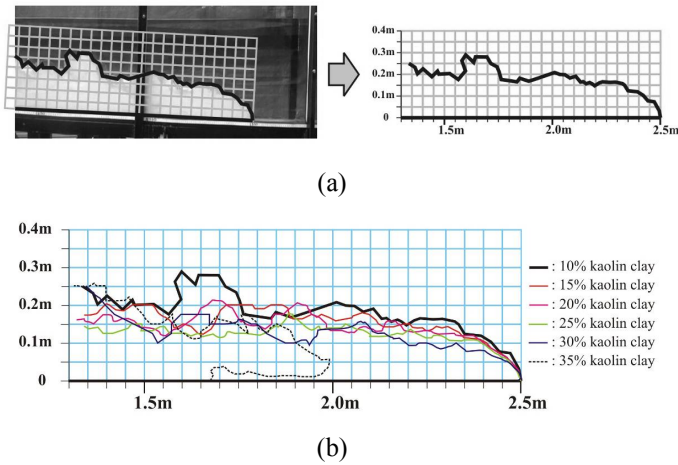 0.4m
0.3m
0.2m
0.1m
0
1.5m
2.0m
2.5m
(a)
0.4m
0.3m
0.2m
0.1m
0
1.5m
2.0m
2.5m
: 10% kaolin clay
: 15% kaolin clay
: 20% kaolin clay
: 25% kaolin clay
: 30% kaolin clay
: 35% kaolin clay
(b)